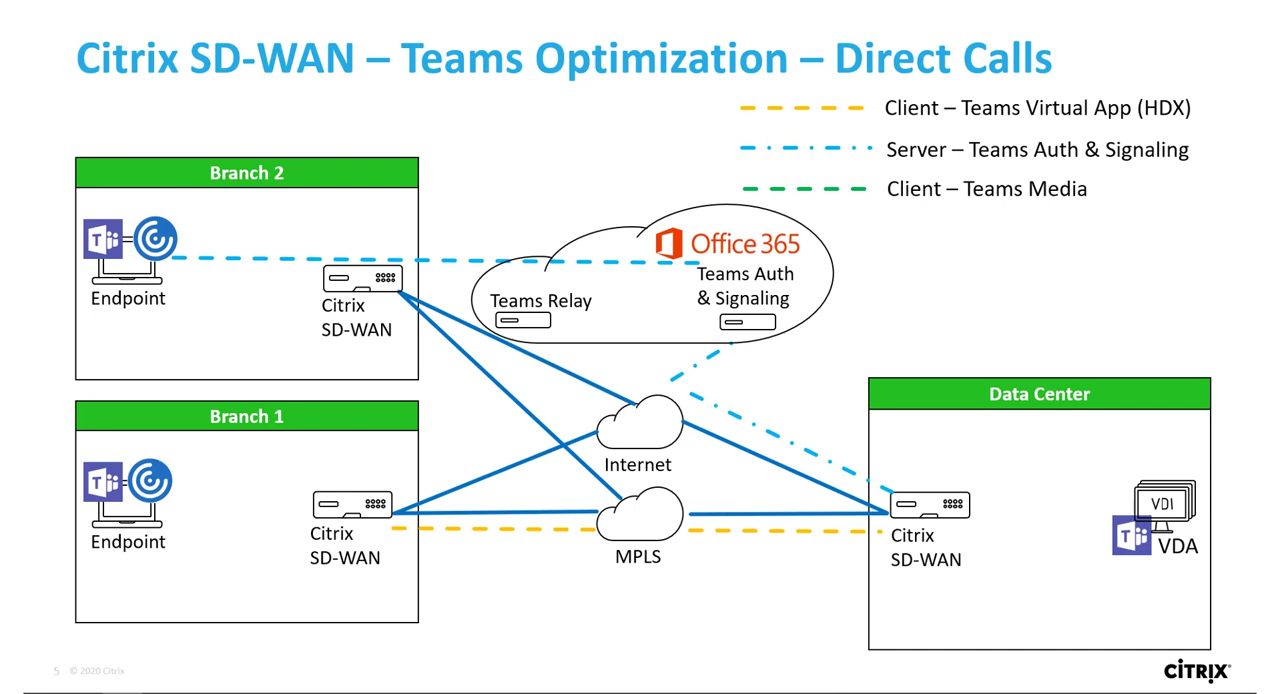 Citrix SD-WAN – Teams Optimization – Direct Calls
Client – Teams Virtual App (HDX)
Server – Teams Auth & Signaling
Client – Teams Media
Branch 2
T
Endpoint
Citrix
SD-WAN
Office 365
Teams Auth
& Signaling
Teams Relay
Branch 1
T
Endpoint
Citrix
SD-WAN
Internet
MPLS
Data Center
Citrix
SD-WAN
VDI
T
VDA
5 © 2020 Citrix
CITRIX®